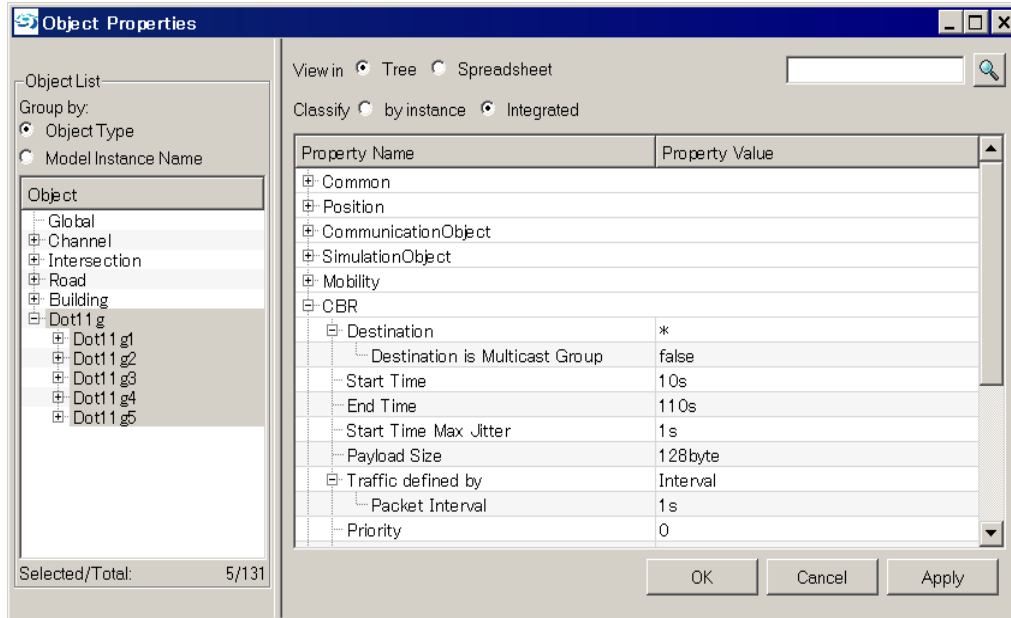 Object Properties
Object List
Group by:
Object Type
Model Instance Name
Object
Global
Channel
Intersection
Road
Building
Dot11g
Dot11g1
Dot11g2
Dot11g3
Dot11g4
Dot11g5
Selected/Total: 5/131
View in Tree Spreadsheet
Classify by instance Integrated
Property Name Property Value
Common
Position
CommunicationObject
SimulationObject
Mobility
CBR
Destination *
Destination is Multicast Group false
Start Time 10s
End Time 110s
Start Time Max Jitter 1s
Payload Size 128byte
Traffic defined by Interval
Packet Interval 1s
Priority 0
OK Cancel Apply